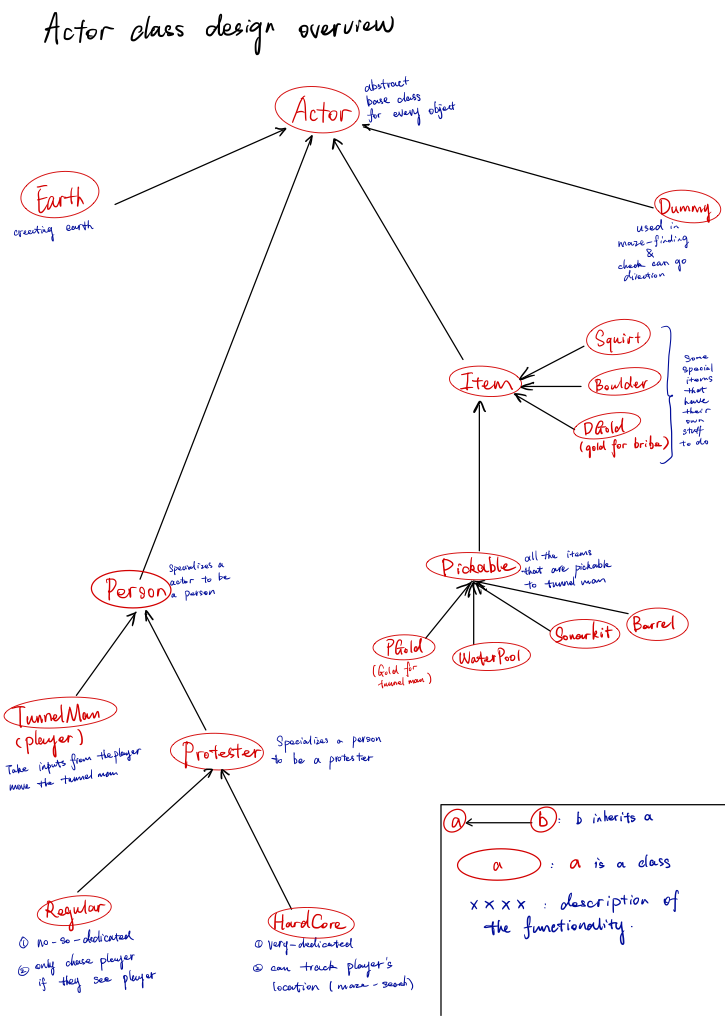 Actor class design overview
Actor
abstract
base class
for every object
Earth
creating earth
Dummy
used in
maze-finding
&
check can go
direction
Squirt
Item
Boulder
DGold
(gold for bribe)
Some
special
items
that
have
their
own
stuff
to do
Pickable
all the items
that are pickable
to tunnel man
PGold
(Gold for
tunnel man)
WaterPool
Sonarkit
Barrel
Person
Specializes a
actor to be
a person
TunnelMan
(player)
Take inputs from the player
move the tunnel man
Protester
Specializes a person
to be a protester
Regular
① no-so-dedicated
② only chase player
if they see player
HardCore
① very-dedicated
② can track player's
location (maze-seach)
a b : b inherits a
a : a is a class
x x x x : description of
the functionality.